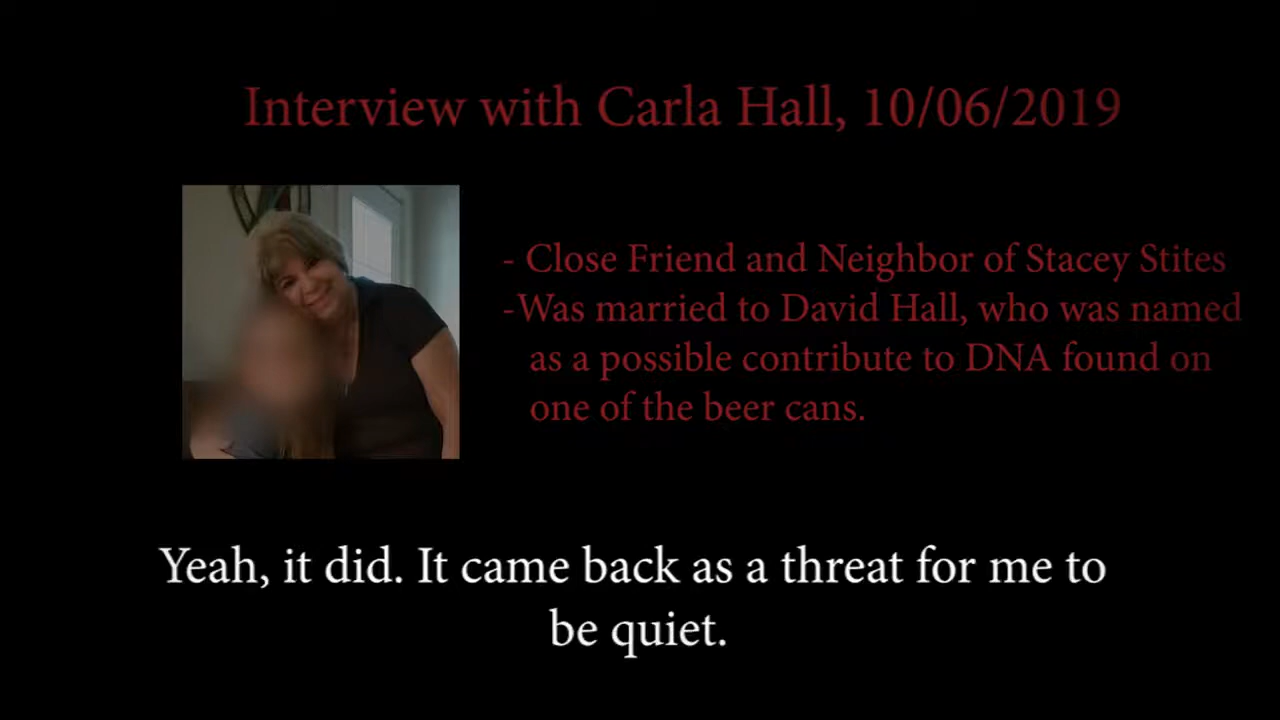 Interview with Carla Hall, 10/06/2019
- Close Friend and Neighbor of Stacey Stites
-Was married to David Hall, who was named
as a possible contribute to DNA found on
one of the beer cans.
Yeah, it did. It came back as a threat for me to
be quiet.